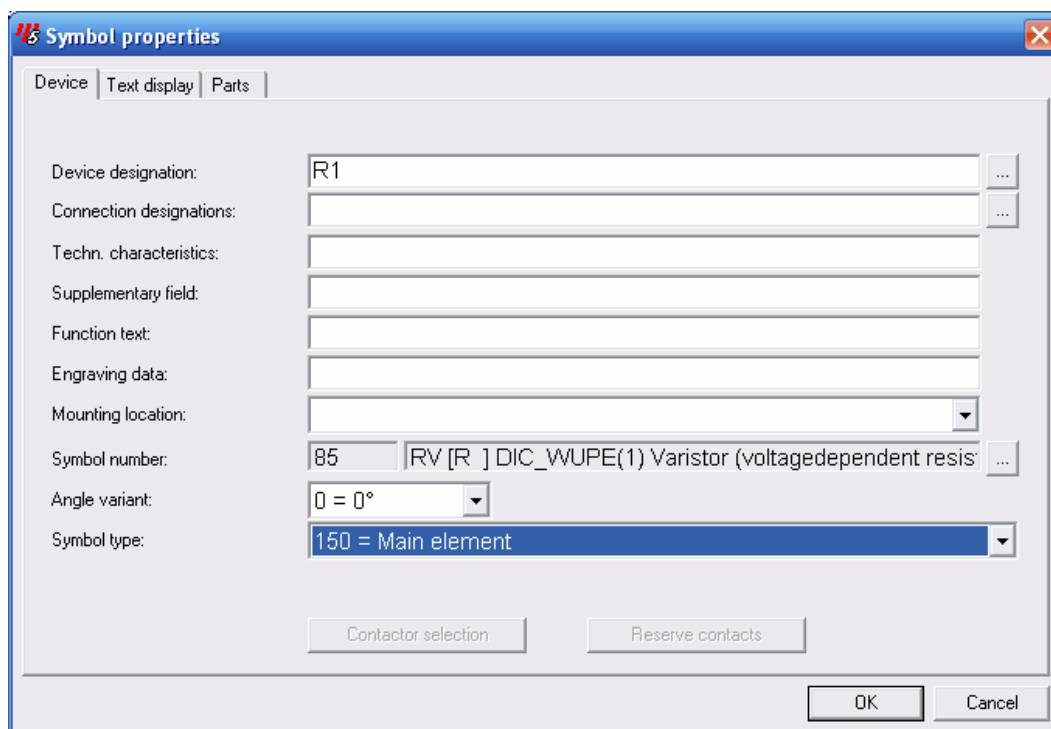 Symbol properties
Device Text display Parts
Device designation: R1 ...
Connection designations: ...
Techn. characteristics:
Supplementary field:
Function text:
Engraving data:
Mounting location:
Symbol number: 85 RV [R ] DIC_WUPE(1) Varistor (voltagedependent resis ...
Angle variant: 0 = 0°
Symbol type: 150 = Main element
Contactor selection Reserve contacts
OK Cancel